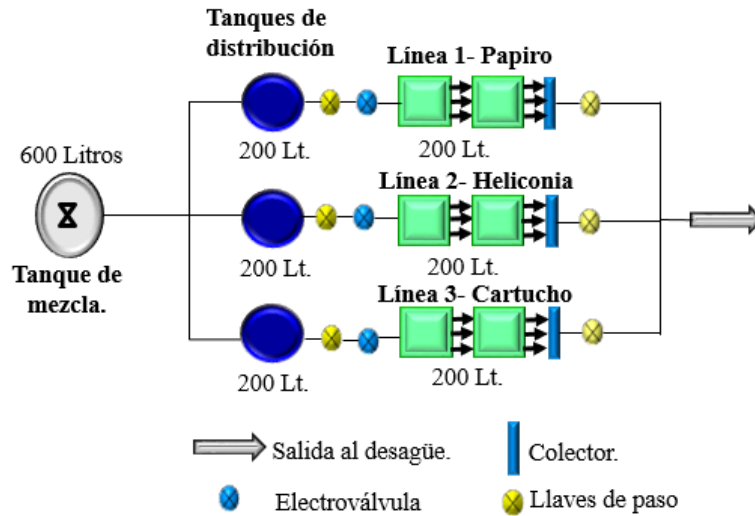 Tanques de
distribución
Línea 1- Papiro
600 Litros
200 Lt.
200 Lt.
Línea 2- Heliconia
Tanque de
mezcla.
200 Lt.
200 Lt.
Línea 3- Cartucho
200 Lt.
200 Lt.
Salida al desagüe.
Colector.
Electroválvula
Llaves de paso